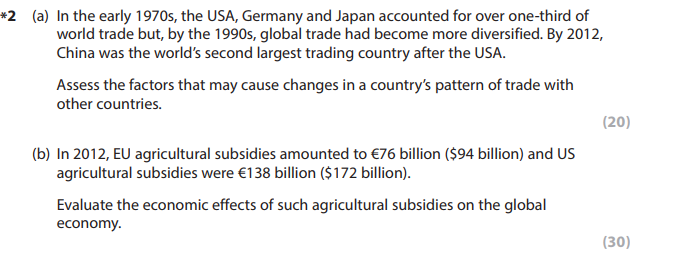 *2 (a) In the early 1970s, the USA, Germany and Japan accounted for over one-third of
world trade but, by the 1990s, global trade had become more diversified. By 2012,
China was the world's second largest trading country after the USA.
Assess the factors that may cause changes in a country's pattern of trade with
other countries.
(20)
(b) In 2012, EU agricultural subsidies amounted to €76 billion ($94 billion) and US
agricultural subsidies were €138 billion ($172 billion).
Evaluate the economic effects of such agricultural subsidies on the global
economy.
(30)